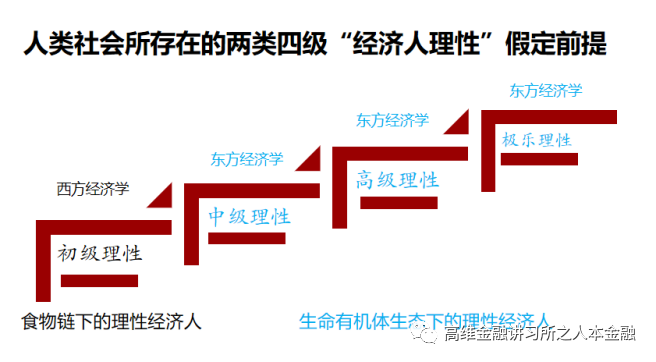 人类社会所存在的两类四级“经济人理性”假定前提
东方经济学
极乐理性
东方经济学
高级理性
东方经济学
中级理性
西方经济学
初级理性
食物链下的理性经济人
生命有机体生态下的理性经济人
高维金融讲习所之人本金融